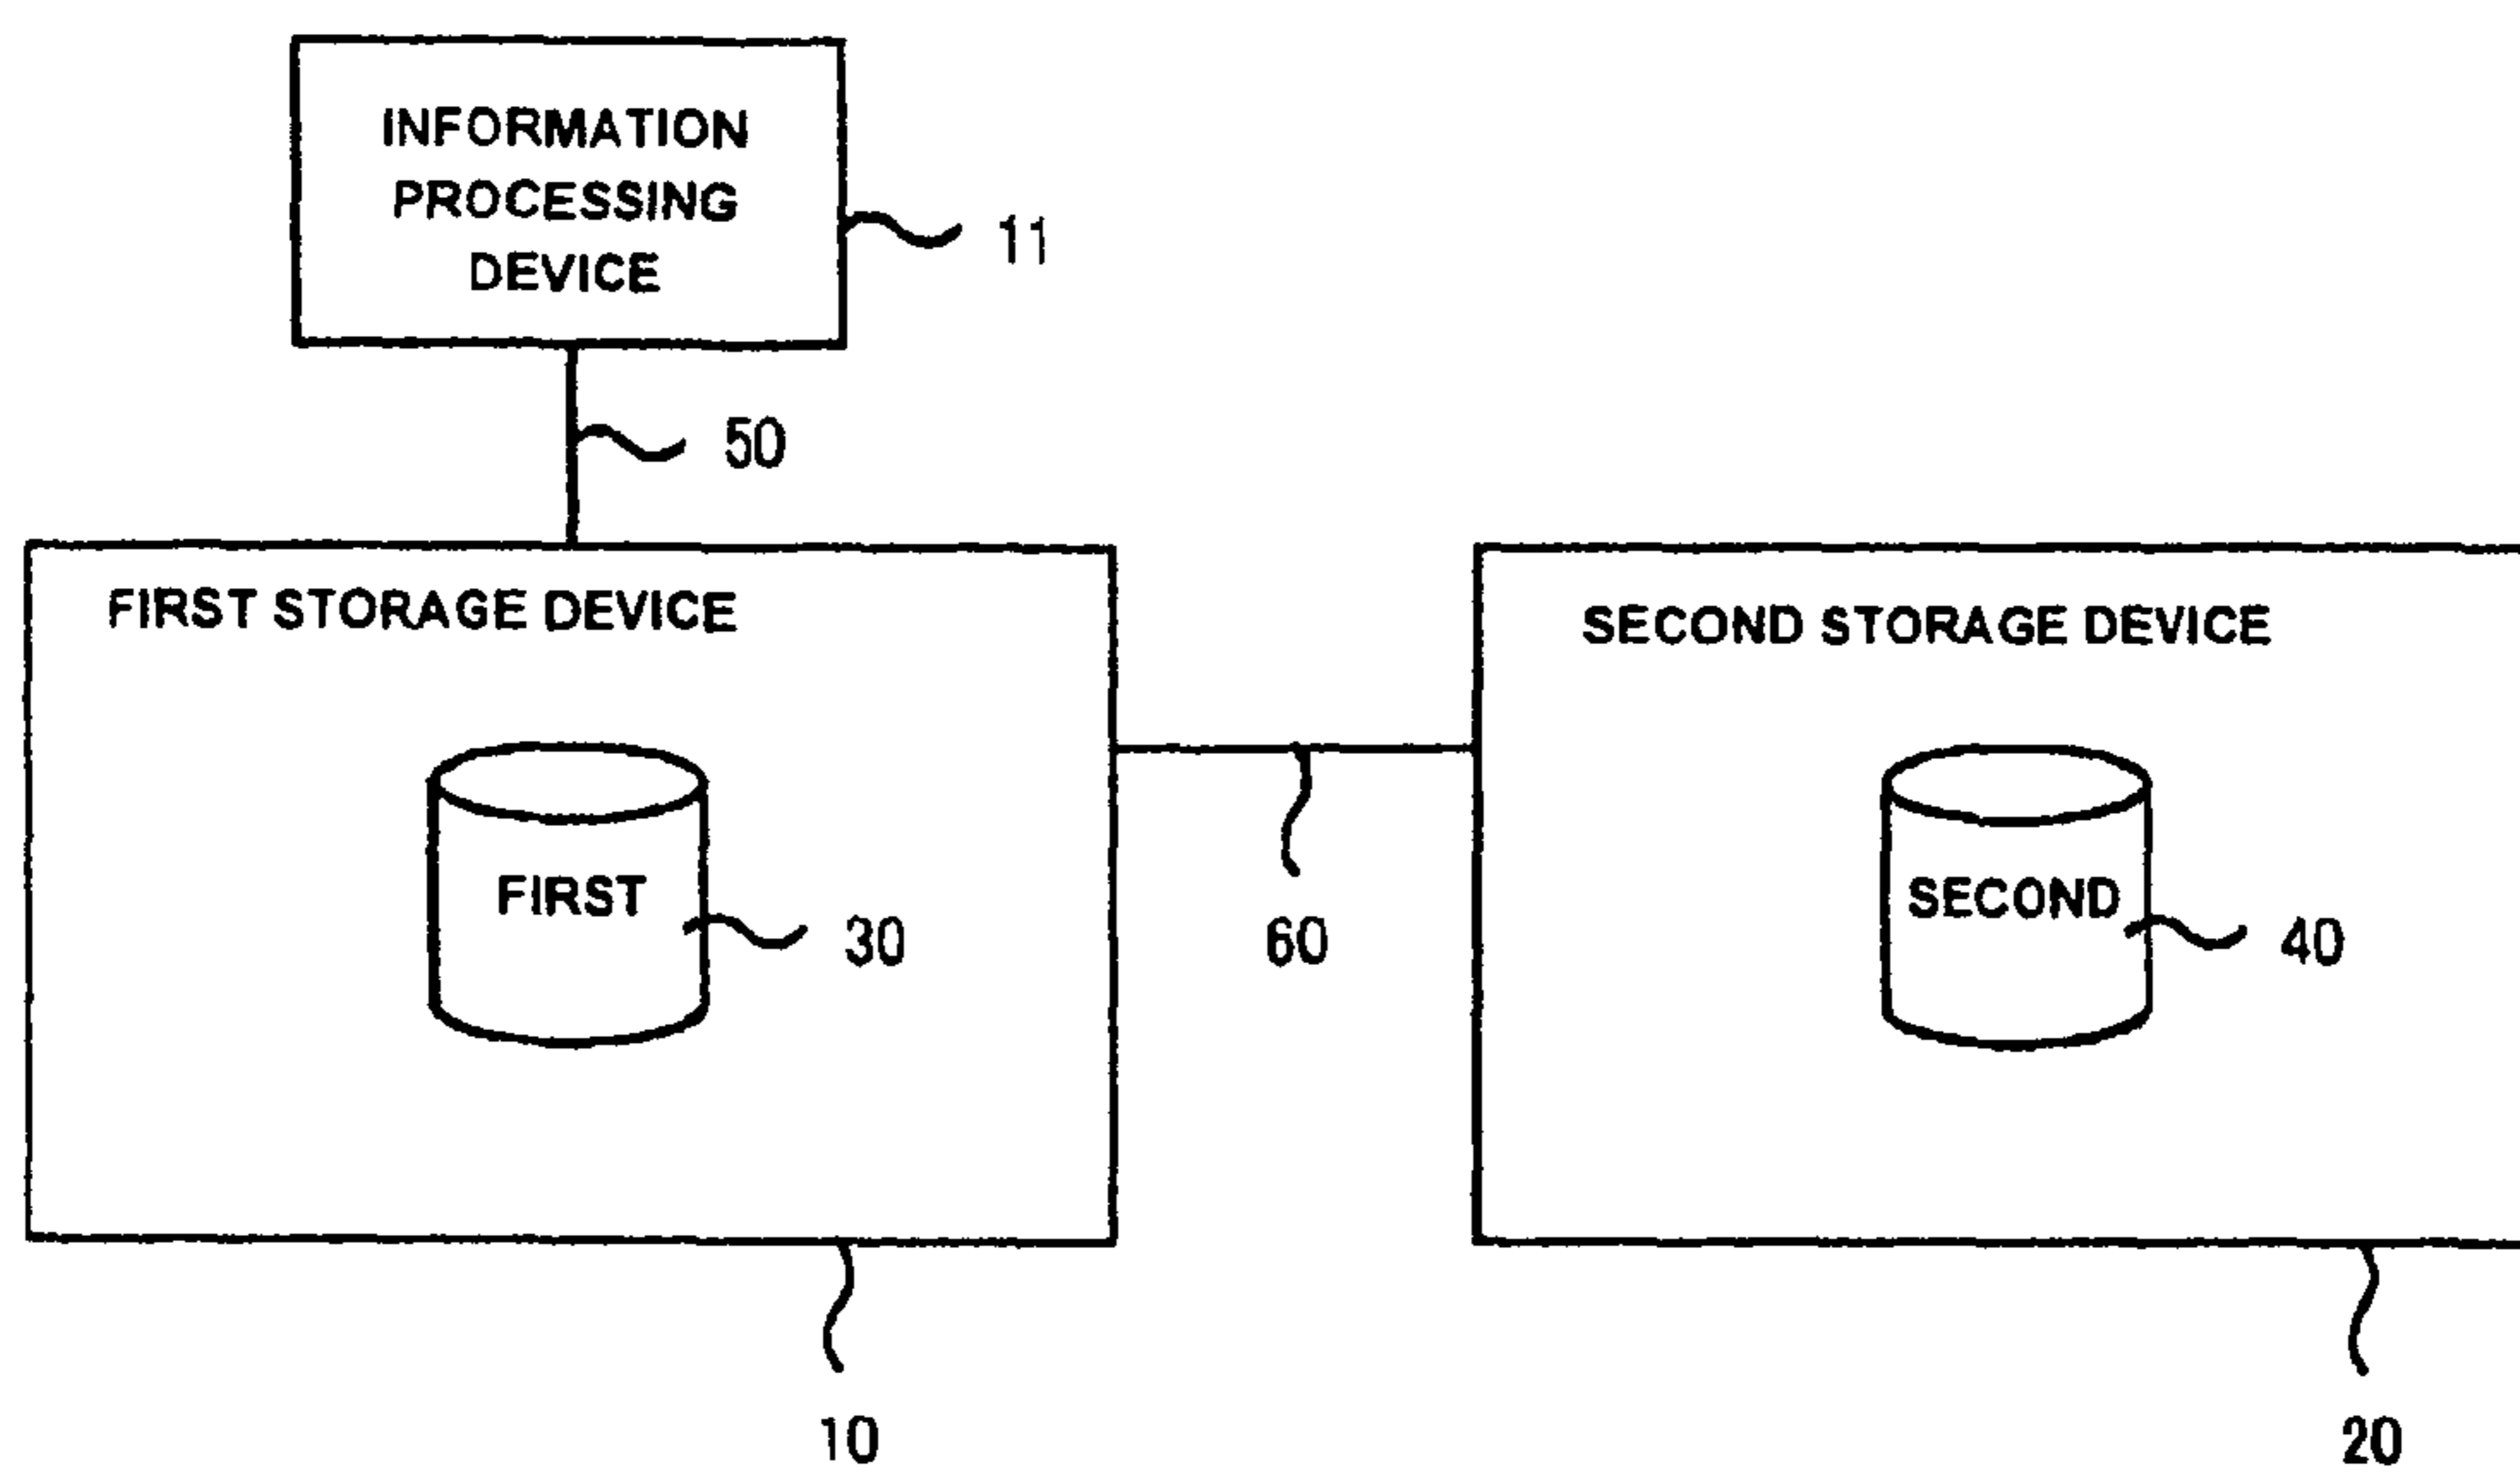 INFORMATION
PROCESSING
DEVICE
11
50
FIRST STORAGE DEVICE
SECOND STORAGE DEVICE
FIRST
SECOND
30
60
40
10
20